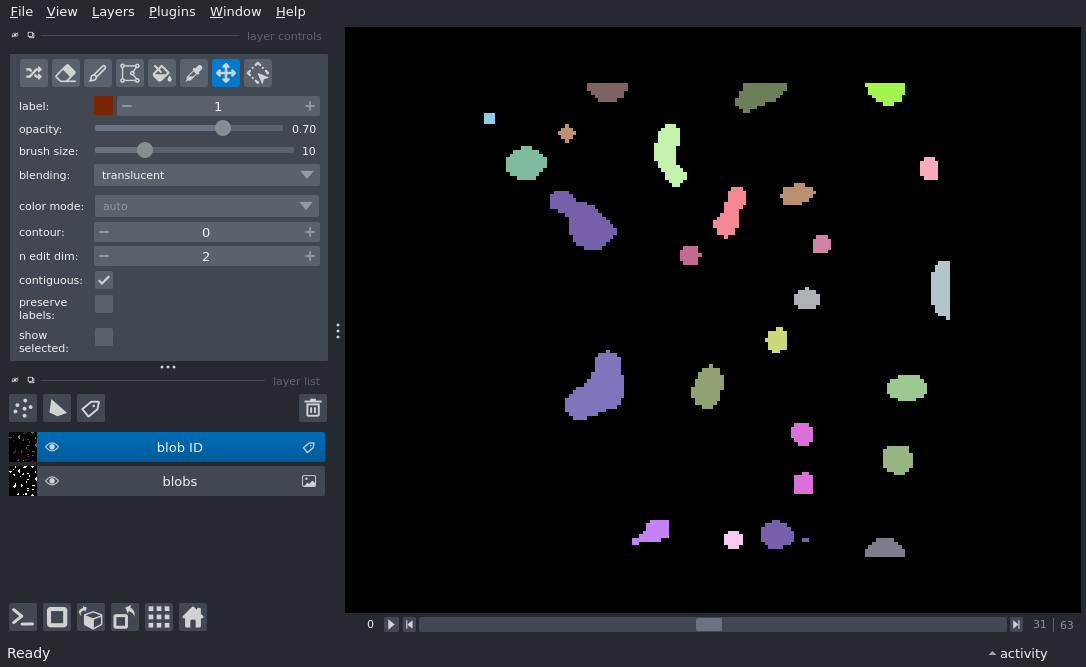 File View Layers Plugins Window Help
layer controls
label: 1
opacity: 0.70
brush size: 10
blending: translucent
color mode: auto
contour: 0
n edit dim: 2
contiguous:
preserve
labels:
show
selected:
layer list
blob ID
blobs
0 31 | 63
Ready activity